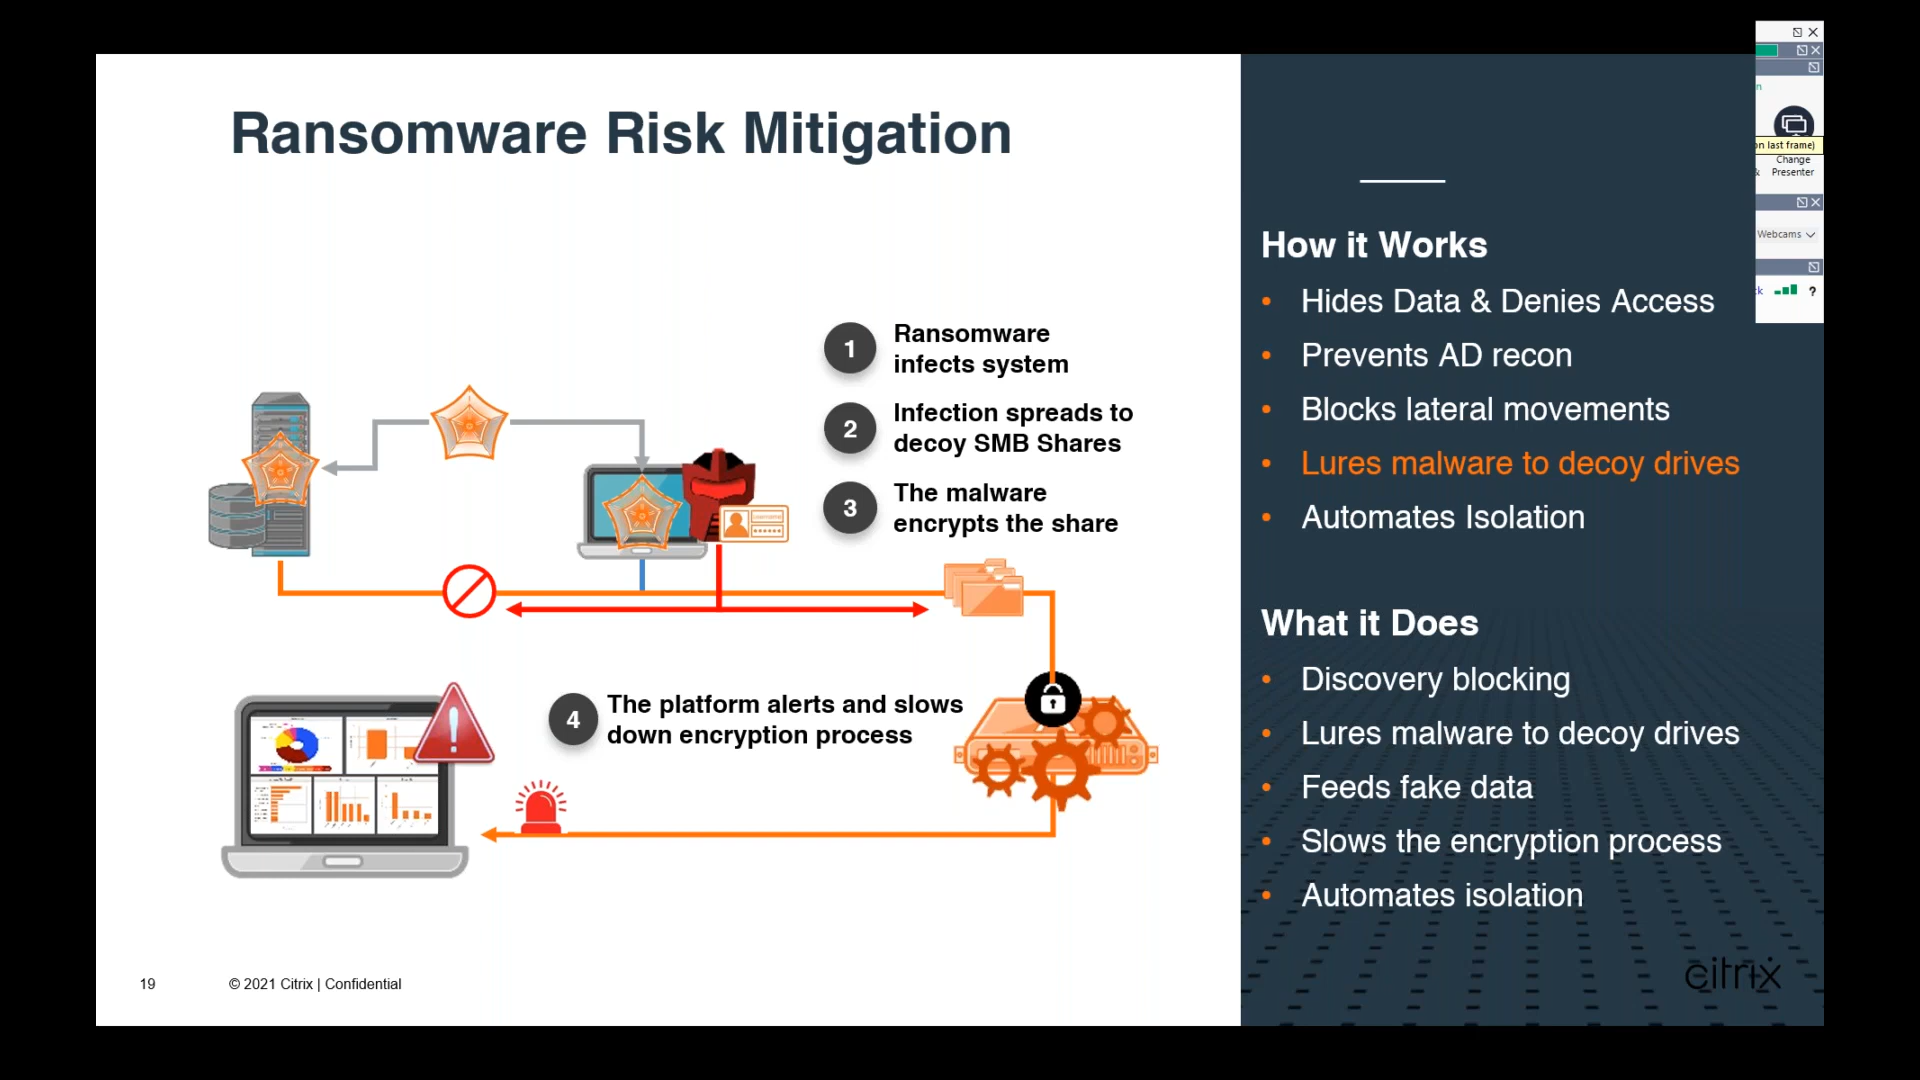 Ransomware Risk Mitigation
1
Ransomware
infects system
2
Infection spreads to
decoy SMB Shares
3
The malware
encrypts the share
4
The platform alerts and slows
down encryption process
19
© 2021 Citrix | Confidential
How it Works
• Hides Data & Denies Access
• Prevents AD recon
• Blocks lateral movements
• Lures malware to decoy drives
• Automates Isolation
What it Does
• Discovery blocking
• Lures malware to decoy drives
• Feeds fake data
• Slows the encryption process
• Automates isolation
citrix
on last frame)
Change
& Presenter
Webcams
?